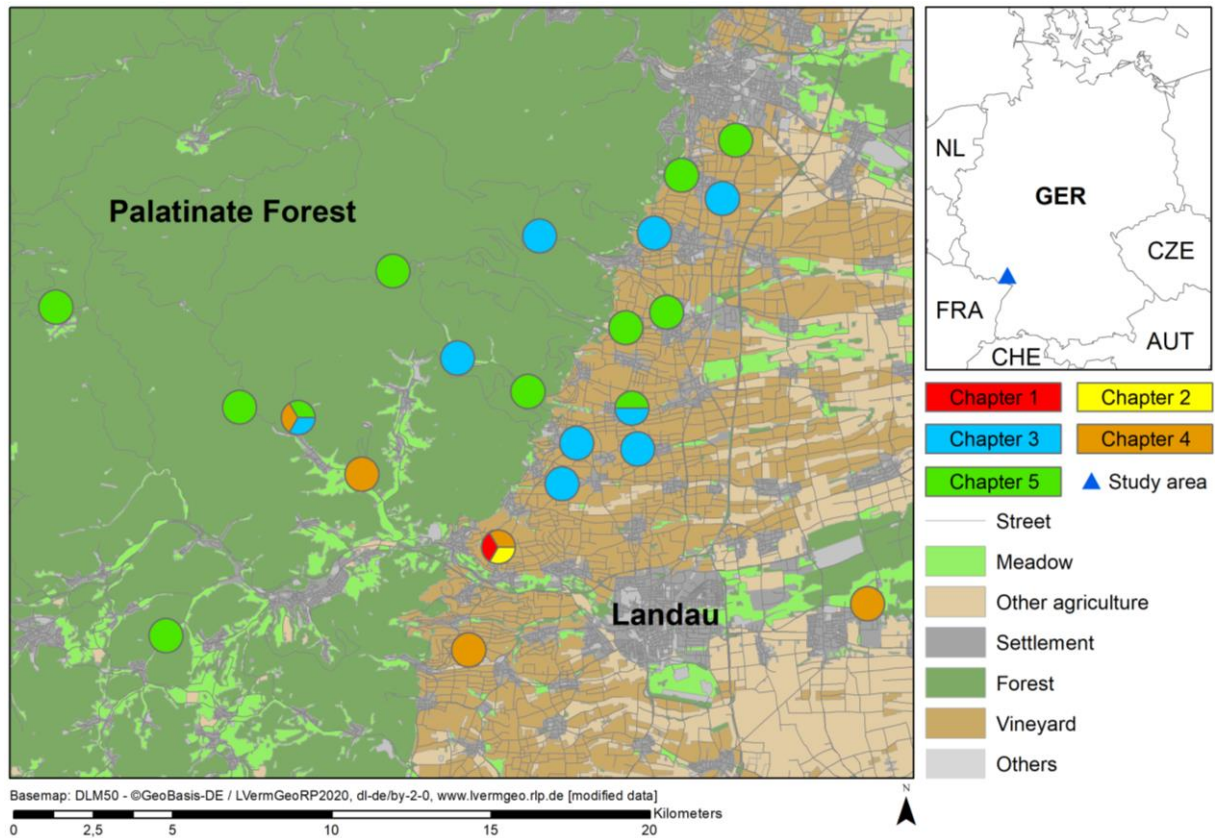 Palatinate Forest
Landau
NL
GER
CZE
FRA
AUT
CHE
Chapter 1
Chapter 2
Chapter 3
Chapter 4
Chapter 5
Study area
Street
Meadow
Other agriculture
Settlement
Forest
Vineyard
Others
Basemap: DLM50 - ©GeoBasis-DE / LVermGeoRP2020, dl-de/by-2-0, www.lvermgeo.rlp.de [modified data]
Kilometers
0 2,5 5 10 15 20
N